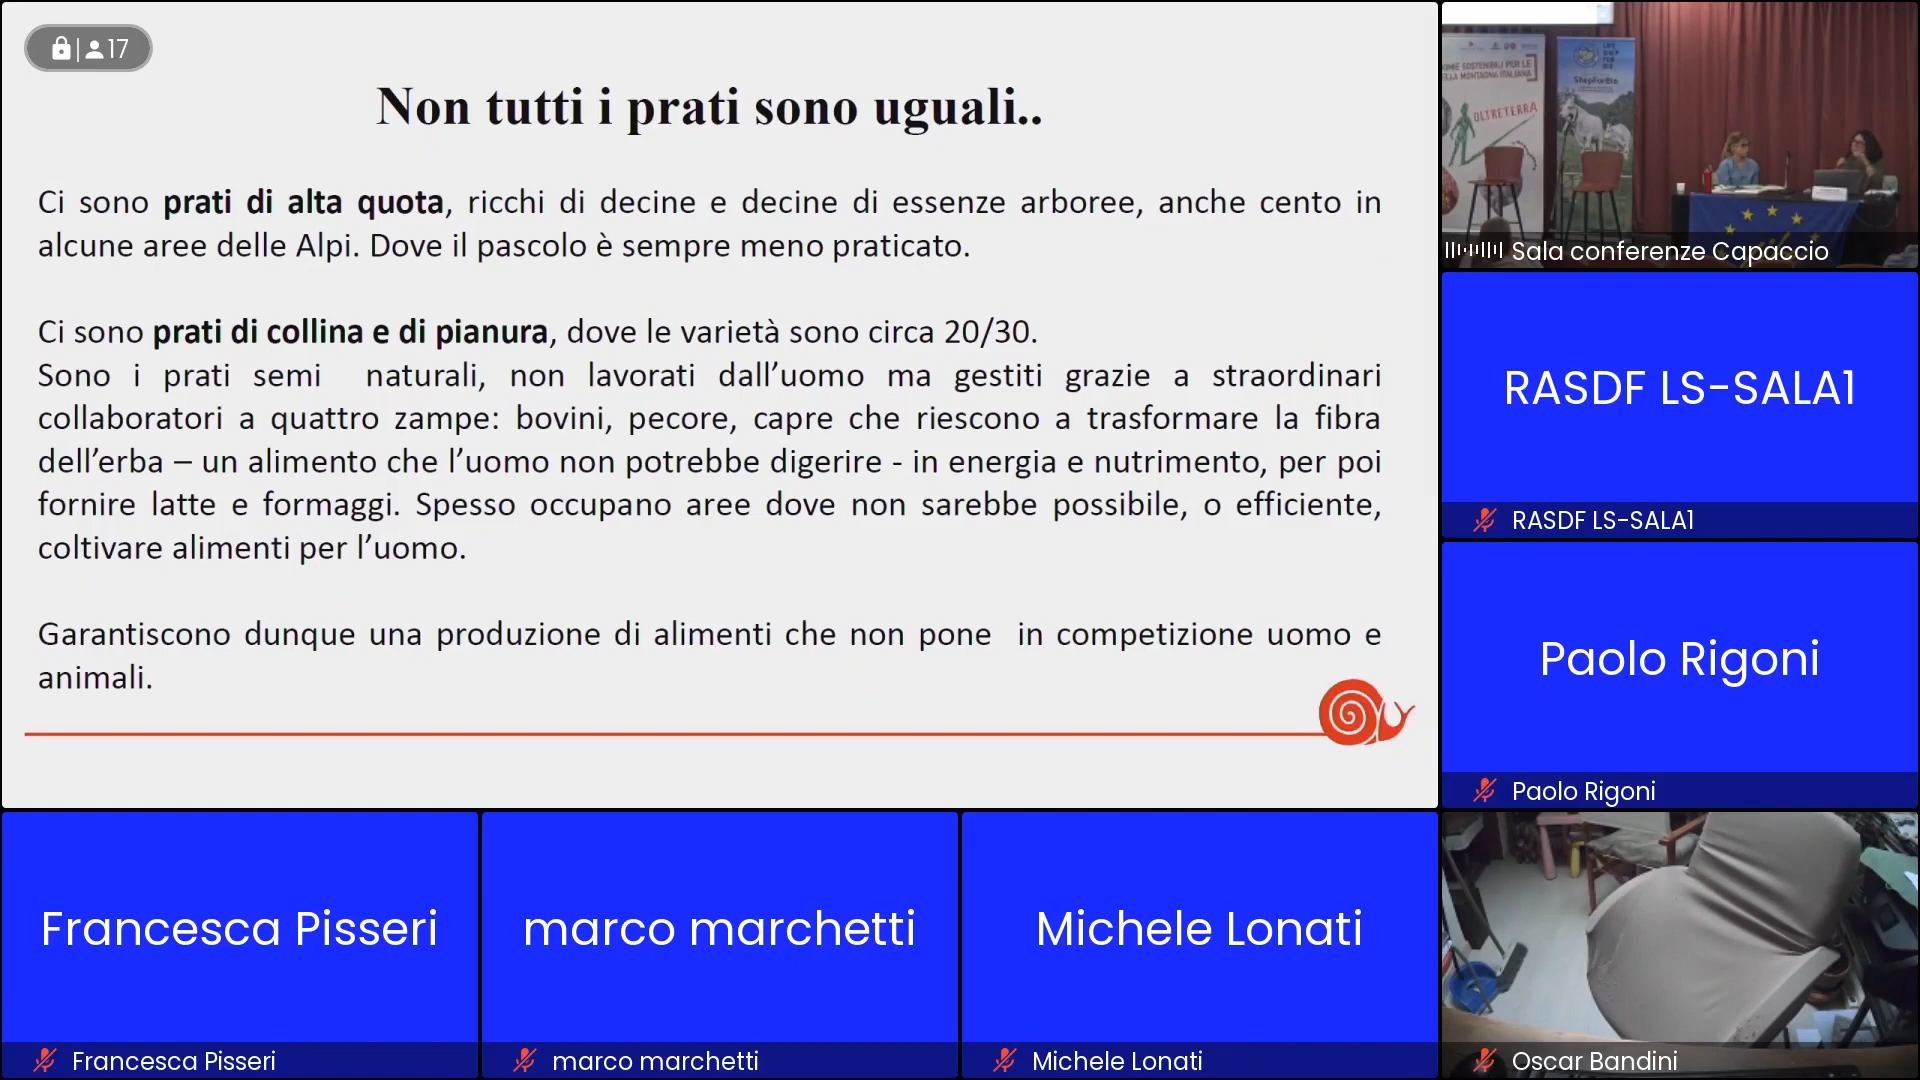 17
Non tutti i prati sono uguali..
Ci sono prati di alta quota, ricchi di decine e decine di essenze arboree, anche cento in
alcune aree delle Alpi. Dove il pascolo è sempre meno praticato.
Ci sono prati di collina e di pianura, dove le varietà sono circa 20/30.
Sono i prati semi naturali, non lavorati dall’uomo ma gestiti grazie a straordinari
collaboratori a quattro zampe: bovini, pecore, capre che riescono a trasformare la fibra
dell’erba – un alimento che l’uomo non potrebbe digerire - in energia e nutrimento, per poi
fornire latte e formaggi. Spesso occupano aree dove non sarebbe possibile, o efficiente,
coltivare alimenti per l’uomo.
Garantiscono dunque una produzione di alimenti che non pone in competizione uomo e
animali.
SOSTENIBILI PER LE
MONTAGNA ITALIANA
OLTRETERRA
Sala conferenze Capaccio
RASDF LS-SALA1
RASDF LS-SALA1
Paolo Rigoni
Paolo Rigoni
Francesca Pisseri
Francesca Pisseri
marco marchetti
marco marchetti
Michele Lonati
Michele Lonati
Oscar Bandini